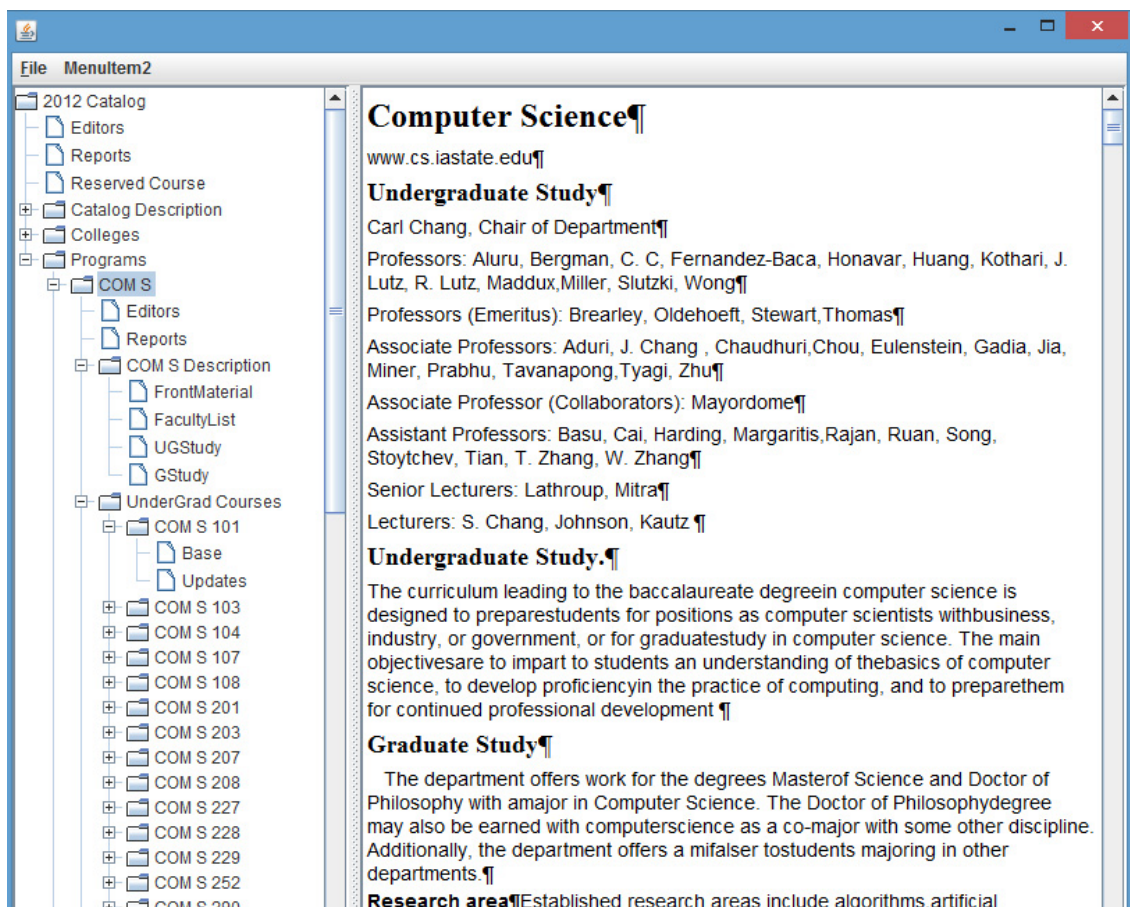 File MenuItem2
2012 Catalog
Editors
Reports
Reserved Course
Catalog Description
Colleges
Programs
COM S
Editors
Reports
COM S Description
FrontMaterial
FacultyList
UGStudy
GStudy
UnderGrad Courses
COM S 101
Base
Updates
COM S 103
COM S 104
COM S 107
COM S 108
COM S 201
COM S 203
COM S 207
COM S 208
COM S 227
COM S 228
COM S 229
COM S 252
Computer Science¶
www.cs.iastate.edu¶
Undergraduate Study¶
Carl Chang, Chair of Department¶
Professors: Aluru, Bergman, C. C, Fernandez-Baca, Honavar, Huang, Kothari, J.
Lutz, R. Lutz, Maddux,Miller, Slutzki, Wong¶
Professors (Emeritus): Brearley, Oldehoeft, Stewart,Thomas¶
Associate Professors: Aduri, J. Chang , Chaudhuri,Chou, Eulenstein, Gadia, Jia,
Miner, Prabhu, Tavanapong,Tyagi, Zhu¶
Associate Professor (Collaborators): Mayordome¶
Assistant Professors: Basu, Cai, Harding, Margaritis,Rajan, Ruan, Song,
Stoytchev, Tian, T. Zhang, W. Zhang¶
Senior Lecturers: Lathroup, Mitra¶
Lecturers: S. Chang, Johnson, Kautz ¶
Undergraduate Study.¶
The curriculum leading to the baccalaureate degreein computer science is
designed to preparestudents for positions as computer scientists withbusiness,
industry, or government, or for graduatestudy in computer science. The main
objectivesare to impart to students an understanding of thebasics of computer
science, to develop proficiencyin the practice of computing, and to preparethem
for continued professional development ¶
Graduate Study¶
The department offers work for the degrees Masterof Science and Doctor of
Philosophy with amajor in Computer Science. The Doctor of Philosophydegree
may also be earned with computerscience as a co-major with some other discipline.
Additionally, the department offers a mifalser tostudents majoring in other
departments.¶
Research area¶Established research areas include algorithms artificial